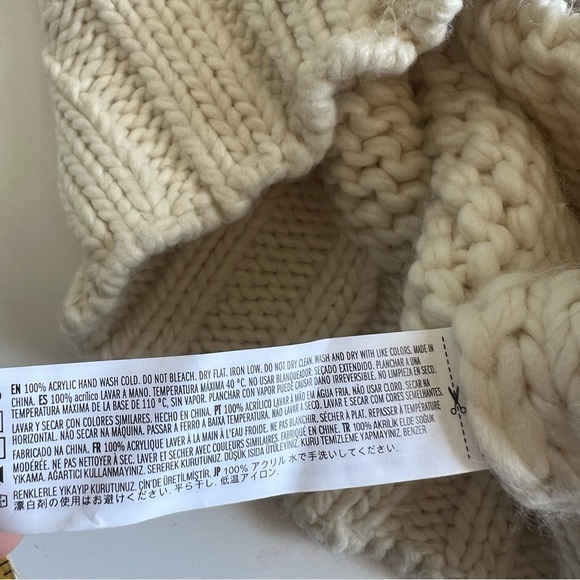 EN 100% ACRYLIC HAND WASH COLD. DO NOT BLEACH. DRY FLAT. IRON LOW. DO NOT DRY CLEAN. WASH AND DRY WITH LIKE COLORS. MADE IN
CHINA. ES 100% acrílico LAVAR A MANO. TEMPERATURA MÁXIMA 40 °C. NO USAR BLANQUEADOR. SECADO EXTENDIDO. PLANCHAR A UNA
TEMPERATURA MÁXIMA DE LA BASE DE 110 °C, SIN VAPOR. PLANCHAR CON VAPOR PUEDE CAUSAR DAÑO IRREVERSIBLE. NO LIMPIEZA EN SECO.
LAVAR Y SECAR CON COLORES SIMILARES. HECHO EN CHINA. PT 100% ACRÍLICO LAVAR À MÃO EM ÁGUA FRIA. NÃO USAR CLORO. SECAR NA
HORIZONTAL. NÃO SECAR NA MÁQUINA. PASSAR A FERRO A BAIXA TEMPERATURA. NÃO LAVAR A SECO. LAVAR E SECAR COM CORES SEMELHANTES.
FABRICADO NA CHINA. FR 100% ACRYLIQUE LAVER À LA MAIN À L'EAU FROIDE. NE PAS BLANCHIR. SÉCHER À PLAT. REPASSER À TEMPÉRATURE
MODÉRÉE. NE PAS NETTOYER À SEC. LAVER ET SÉCHER AVEC COULEURS SIMILAIRES. FABRIQUÉ EN CHINE. TR 100% AKRİLİK ELDE SOĞUK
YIKAMA. AĞARTICI KULLANMAYINIZ. SEREREK KURUTUNUZ. DÜŞÜK ISIDA ÜTÜLEYİNİZ. KURU TEMİZLEME YAPMAYINIZ. BENZER
RENKLERLE YIKAYIP KURUTUNUZ. ÇİN'DE ÜRETİLMİŞTİR. JP 100% アクリル 水で手洗いしてください。
漂白剤の使用はお避けください。平らに干し、低温アイロン。